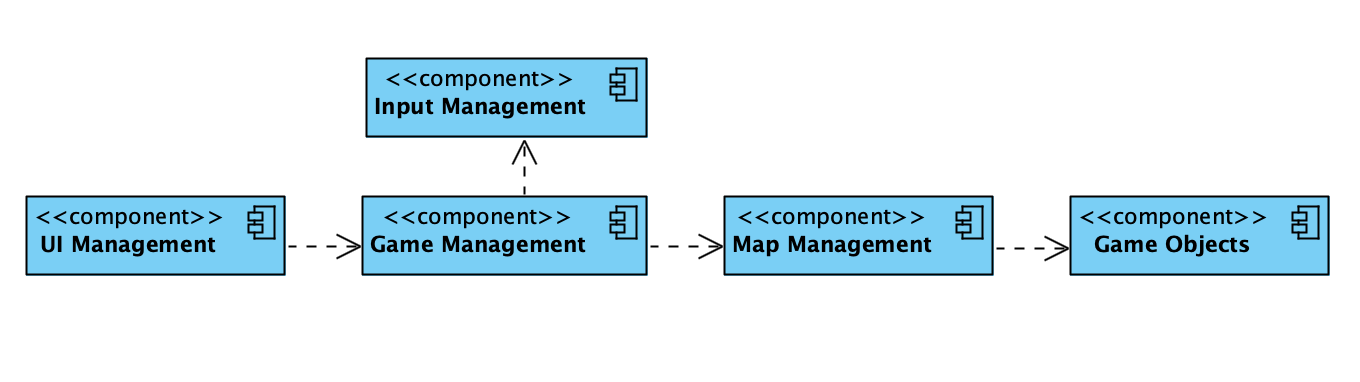 <<component>>
Input Management
<<component>>
UI Management
<<component>>
Game Management
<<component>>
Map Management
<<component>>
Game Objects